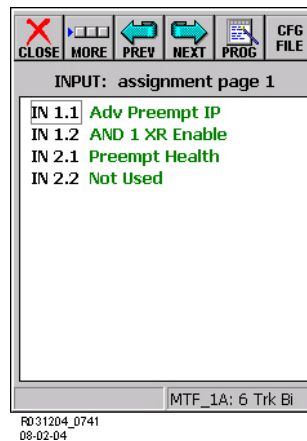 CLOSE MORE PREV NEXT PROG CFG FILE
INPUT: assignment page 1
IN 1.1 Adv Preempt IP
IN 1.2 AND 1 XR Enable
IN 2.1 Preempt Health
IN 2.2 Not Used
MTF_1A: 6 Trk Bi
R031204_0741
08-02-04